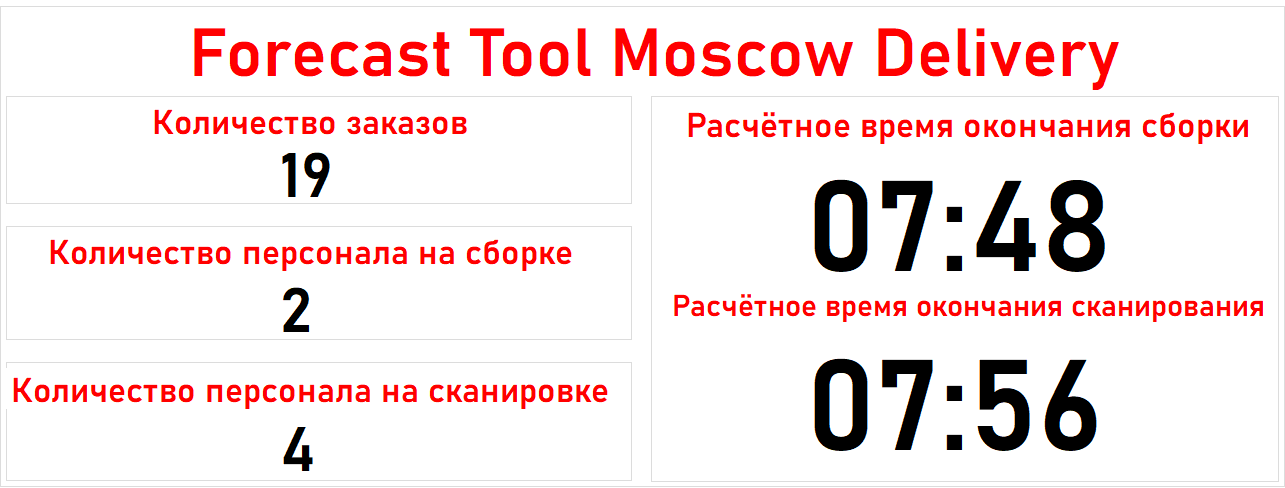 Forecast Tool Moscow Delivery
Количество заказов
19
Количество персонала на сборке
2
Количество персонала на сканировке
4
Расчётное время окончания сборки
07:48
Расчётное время окончания сканирования
07:56